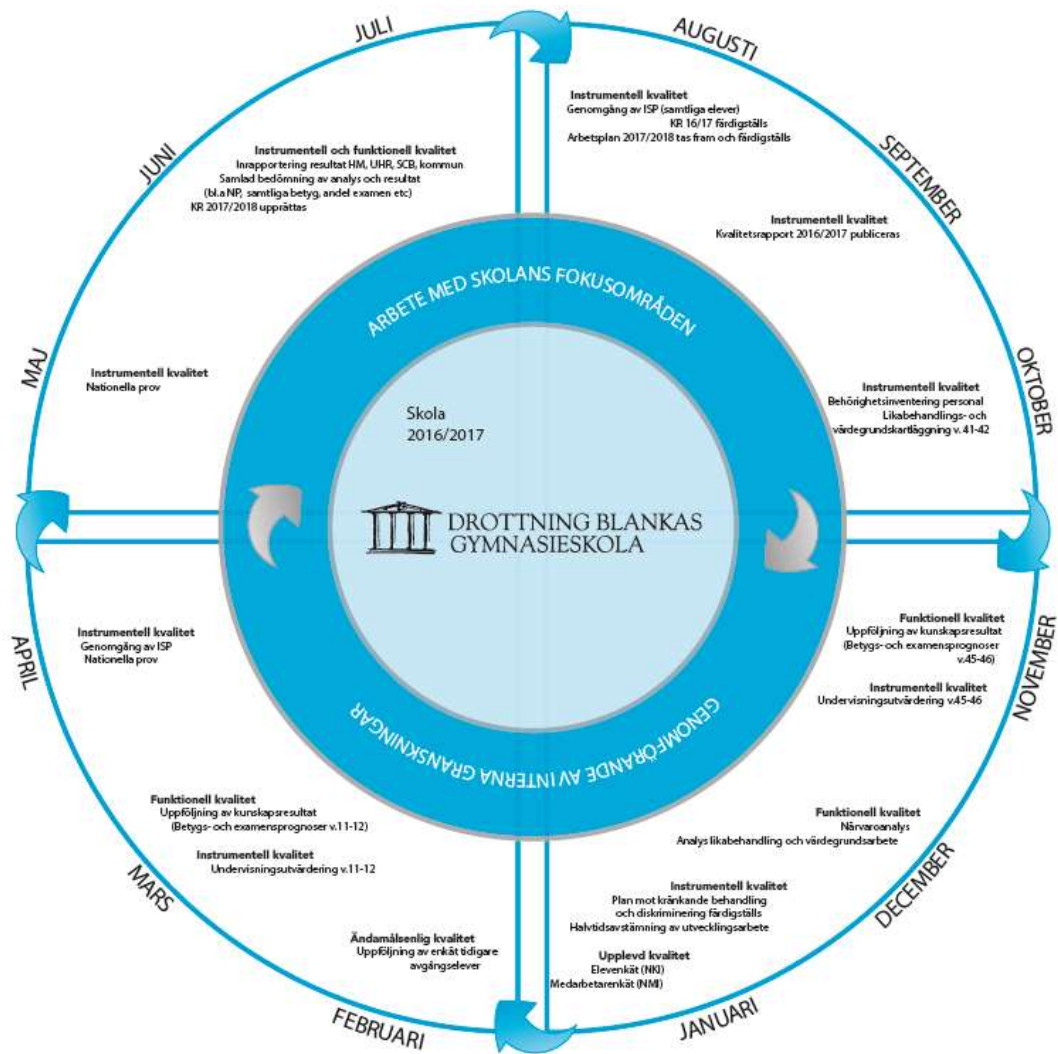 JULI
AUGUSTI
Instrumentell kvalitet
Genomgång av ISP (samtliga elever)
KR 16/17 färdigställs
Arbetsplan 2017/2018 tas fram och färdigställs
SEPTEMBER
Instrumentell kvalitet
Kvalitetsrapport 2016/2017 publiceras
OKTOBER
Instrumentell kvalitet
Behörighetsinventering personal
Likabehandlings- och
värdegrundskartläggning v. 41-42
NOVEMBER
Funktionell kvalitet
Uppföljning av kunskapsresultat
(Betygs- och examensprognoser
v.45-46)
Instrumentell kvalitet
Undervisningsutvärdering v.45-46
DECEMBER
Funktionell kvalitet
Närvaroanalys
Analys likabehandling och värdegrundsarbete
Instrumentell kvalitet
Plan mot kränkande behandling
och diskriminering färdigställs
Halvtidsavstämning av utvecklingsarbete
JANUARI
Upplevd kvalitet
Elevenkät (NKI)
Medarbetarenkät (NMI)
FEBRUARI
Ändamålsenlig kvalitet
Uppföljning av enkät tidigare
avgångselever
MARS
Funktionell kvalitet
Uppföljning av kunskapsresultat
(Betygs- och examensprognoser v.11-12)
Instrumentell kvalitet
Undervisningsutvärdering v.11-12
APRIL
Instrumentell kvalitet
Genomgång av ISP
Nationella prov
MAJ
Instrumentell kvalitet
Nationella prov
JUNI
Instrumentell och funktionell kvalitet
Inrapportering resultat HM, UHR, SCB, kommun
Samlad bedömning av analys och resultat
(bl.a NP, samtliga betyg, andel examen etc)
KR 2017/2018 upprättas
ARBETE MED SKOLANS FOKUSOMRÅDEN
Skola
2016/2017
DROTTNING BLANKAS
GYMNASIESKOLA
GENOMFÖRANDE AV INTERNA GRANSKNINGAR